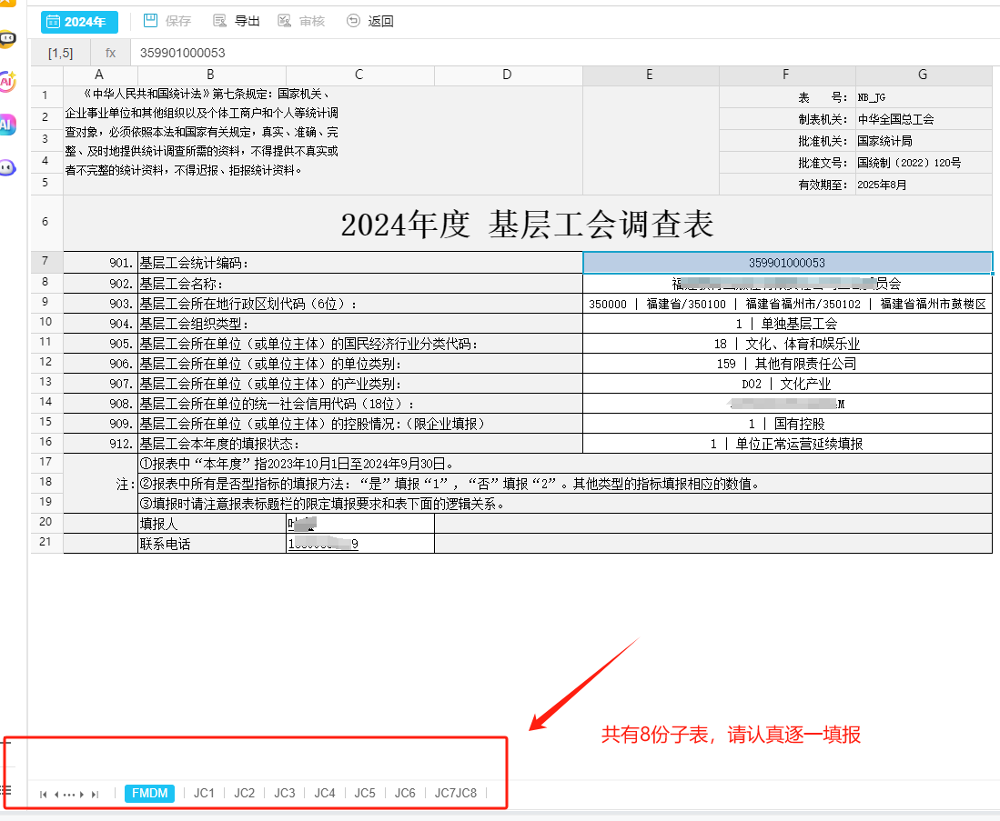 2024年 保存 导出 审核 返回
[1,5] fx 359901000053
A B C D E F G
1 《中华人民共和国统计法》第七条规定：国家机关、 表 号： NB_JG
2 企业事业单位和其他组织以及个体工商户和个人等统计调 制表机关： 中华全国总工会
3 查对象，必须依照本法和国家有关规定，真实、准确、完 批准机关： 国家统计局
4 整、及时地提供统计调查所需的资料，不得提供不真实或 批准文号： 国统制（2022）120号
5 者不完整的统计资料，不得迟报、拒报统计资料。 有效期至： 2025年8月
6 2024年度 基层工会调查表
7 901. 基层工会统计编码： 359901000053
8 902. 基层工会名称： 福 员会
9 903. 基层工会所在地行政区划代码（6位）： 350000 | 福建省/350100 | 福建省福州市/350102 | 福建省福州市鼓楼区
10 904. 基层工会组织类型： 1 | 单独基层工会
11 905. 基层工会所在单位（或单位主体）的国民经济行业分类代码： 18 | 文化、体育和娱乐业
12 906. 基层工会所在单位（或单位主体）的单位类别： 159 | 其他有限责任公司
13 907. 基层工会所在单位（或单位主体）的产业类别： D02 | 文化产业
14 908. 基层工会所在单位的统一社会信用代码（18位）： M
15 909. 基层工会所在单位（或单位主体）的控股情况：（限企业填报） 1 | 国有控股
16 912. 基层工会本年度的填报状态： 1 | 单位正常运营延续填报
17 ①报表中“本年度”指2023年10月1日至2024年9月30日。
18 注： ②报表中所有是否型指标的填报方法：“是”填报“1”，“否”填报“2”。其他类型的指标填报相应的数值。
19 ③填报时请注意报表标题栏的限定填报要求和表下面的逻辑关系。
20 填报人
21 联系电话 9
共有8份子表，请认真逐一填报
FMDM JC1 JC2 JC3 JC4 JC5 JC6 JC7JC8